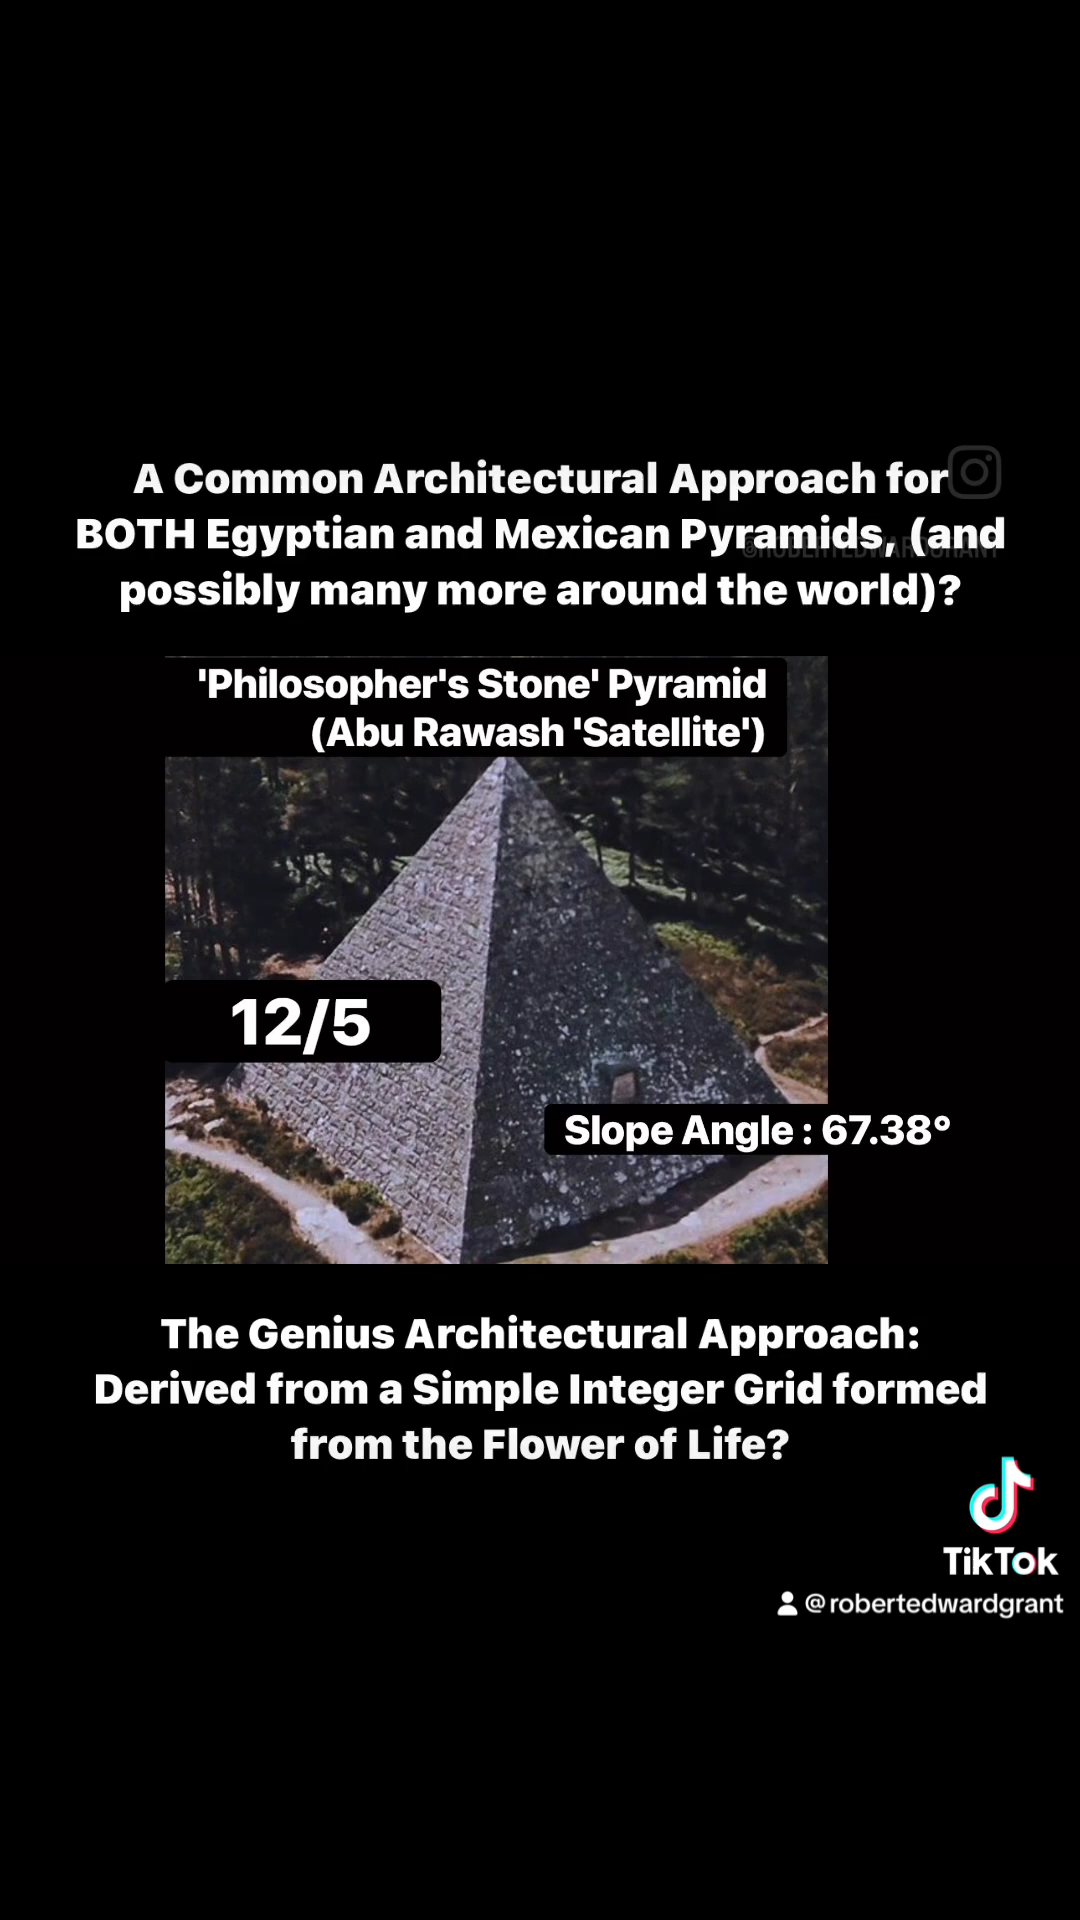 A Common Architectural Approach for
BOTH Egyptian and Mexican Pyramids, (and
@ROBERTEDWARDGRANT
possibly many more around the world)?
'Philosopher's Stone' Pyramid
(Abu Rawash 'Satellite')
12/5
Slope Angle : 67.38°
The Genius Architectural Approach:
Derived from a Simple Integer Grid formed
from the Flower of Life?
TikTok
@robertedwardgrant